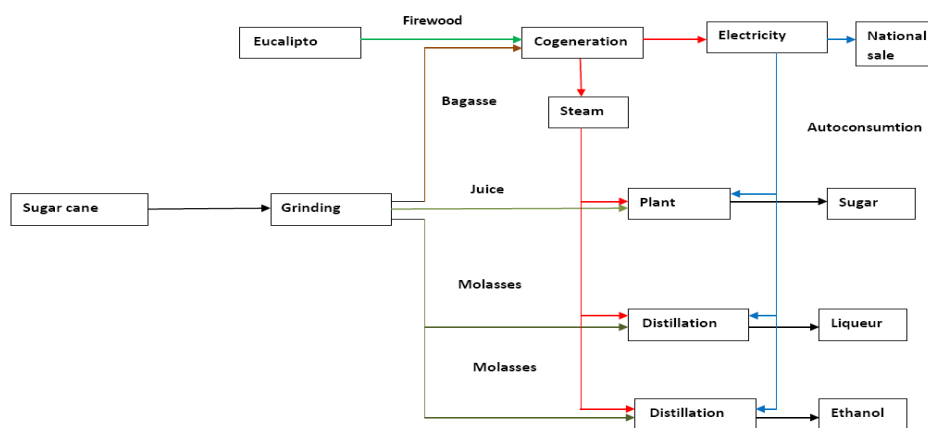 Firewood
Eucalipto
Cogeneration
Electricity
National
sale
Bagasse
Steam
Autoconsumtion
Juice
Sugar cane
Grinding
Plant
Sugar
Molasses
Distillation
Liqueur
Molasses
Distillation
Ethanol